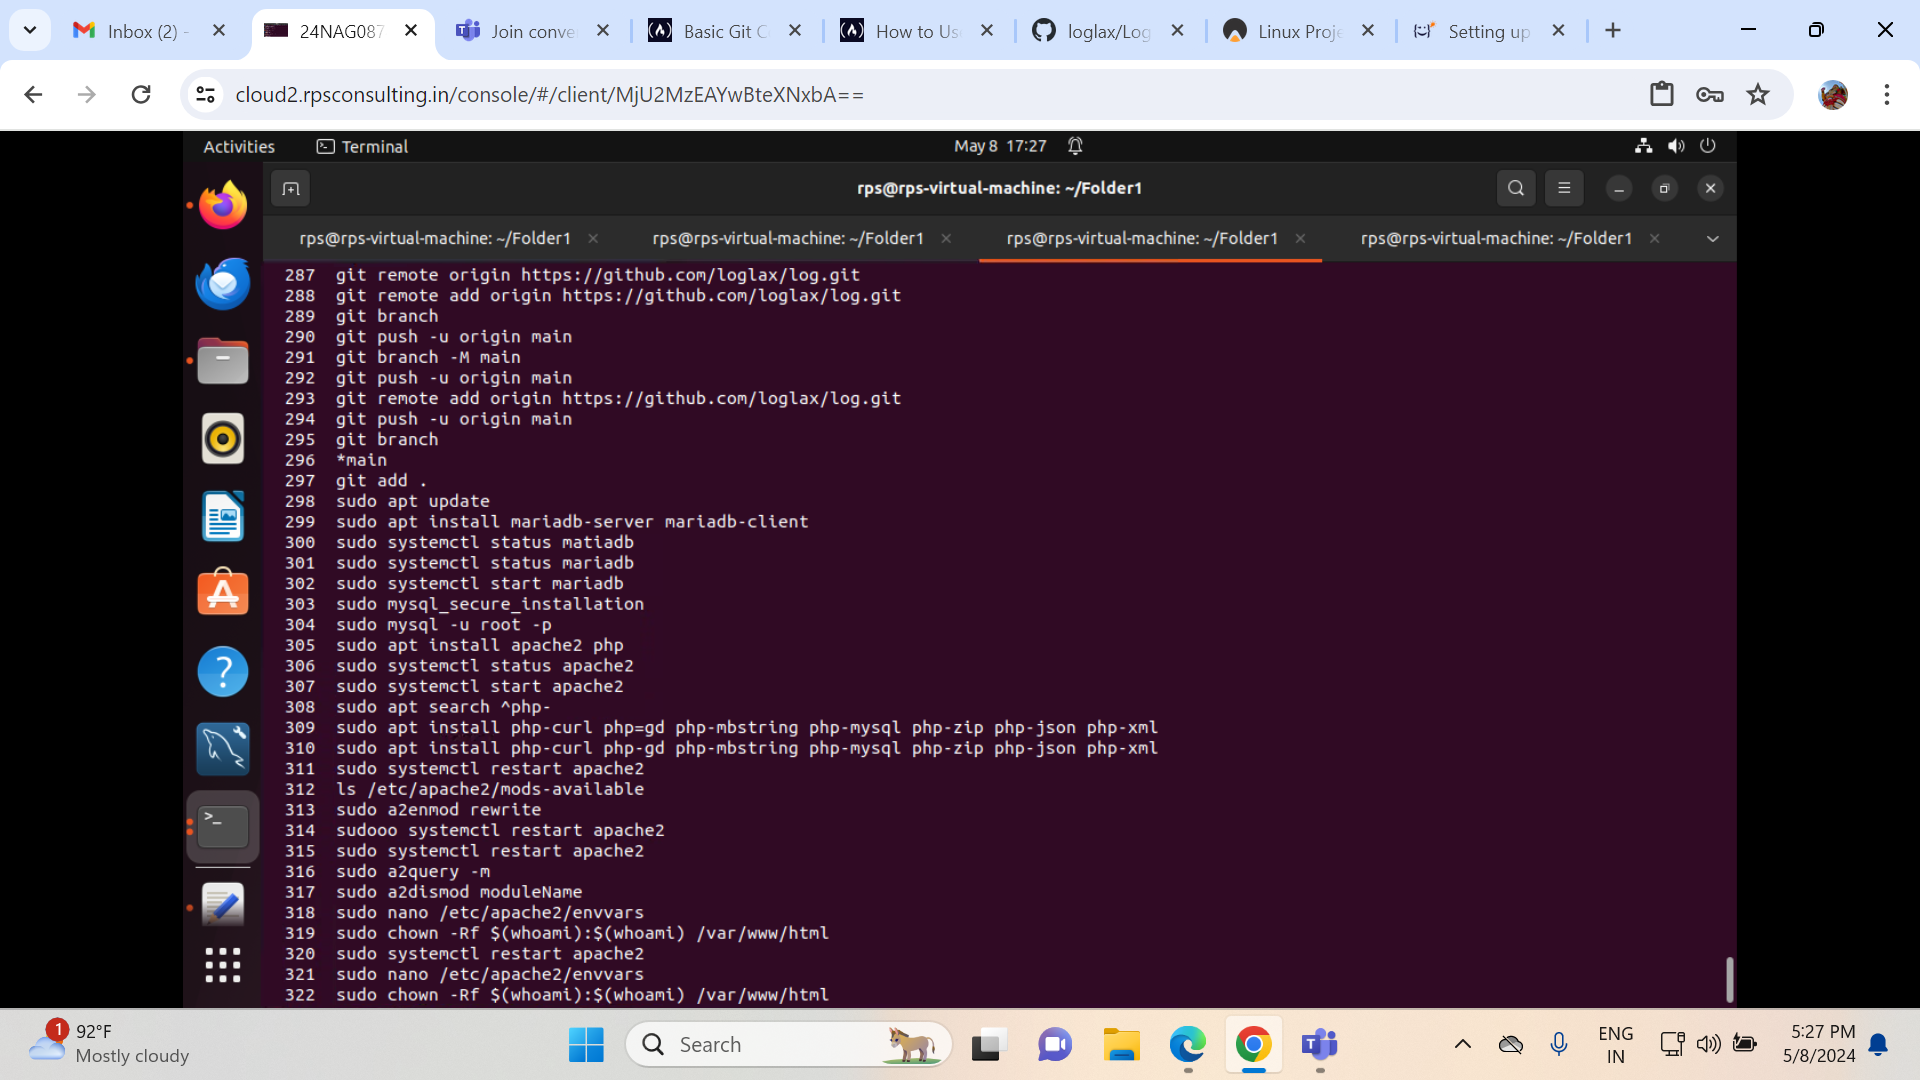 Inbox (2) -
24NAG087
Join conve
Basic Git C
How to Us
loglax/Log
Linux Proje
Setting up
cloud2.rpsconsulting.in/console/#/client/MjU2MzEAYwBteXNxbA==
Activities
Terminal
May 8 17:27
rps@rps-virtual-machine: ~/Folder1
rps@rps-virtual-machine: ~/Folder1
rps@rps-virtual-machine: ~/Folder1
rps@rps-virtual-machine: ~/Folder1
rps@rps-virtual-machine: ~/Folder1
287 git remote origin https://github.com/loglax/log.git
288 git remote add origin https://github.com/loglax/log.git
289 git branch
290 git push -u origin main
291 git branch -M main
292 git push -u origin main
293 git remote add origin https://github.com/loglax/log.git
294 git push -u origin main
295 git branch
296 *main
297 git add .
298 sudo apt update
299 sudo apt install mariadb-server mariadb-client
300 sudo systemctl status matiadb
301 sudo systemctl status mariadb
302 sudo systemctl start mariadb
303 sudo mysql_secure_installation
304 sudo mysql -u root -p
305 sudo apt install apache2 php
306 sudo systemctl status apache2
307 sudo systemctl start apache2
308 sudo apt search ^php-
309 sudo apt install php-curl php=gd php-mbstring php-mysql php-zip php-json php-xml
310 sudo apt install php-curl php-gd php-mbstring php-mysql php-zip php-json php-xml
311 sudo systemctl restart apache2
312 ls /etc/apache2/mods-available
313 sudo a2enmod rewrite
314 sudooo systemctl restart apache2
315 sudo systemctl restart apache2
316 sudo a2query -m
317 sudo a2dismod moduleName
318 sudo nano /etc/apache2/envvars
319 sudo chown -Rf $(whoami):$(whoami) /var/www/html
320 sudo systemctl restart apache2
321 sudo nano /etc/apache2/envvars
322 sudo chown -Rf $(whoami):$(whoami) /var/www/html
1
92°F
Mostly cloudy
Search
ENG
IN
5:27 PM
5/8/2024